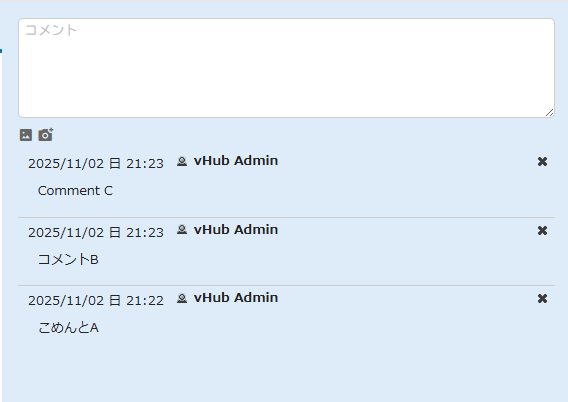 コメント
2025/11/02 日 21:23 vHub Admin
Comment C
2025/11/02 日 21:23 vHub Admin
コメントB
2025/11/02 日 21:22 vHub Admin
こめんとA